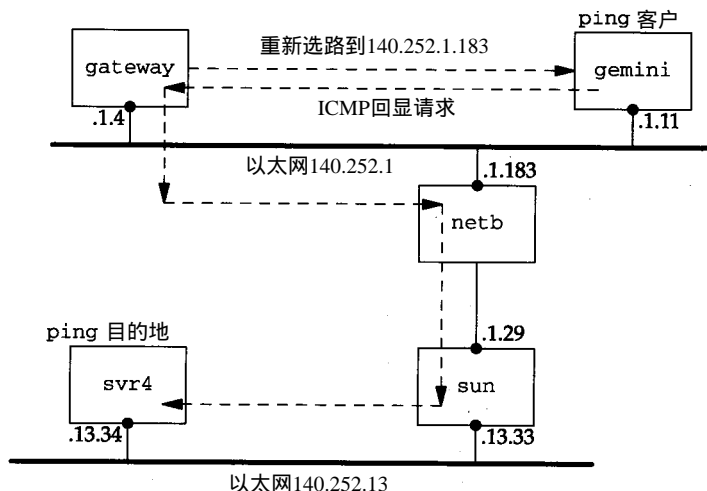 ping 客户
重新选路到140.252.1.183
gateway
gemini
ICMP回显请求
.1.4
.1.11
以太网140.252.1
.1.183
netb
ping 目的地
.1.29
svr4
sun
.13.34
.13.33
以太网140.252.13